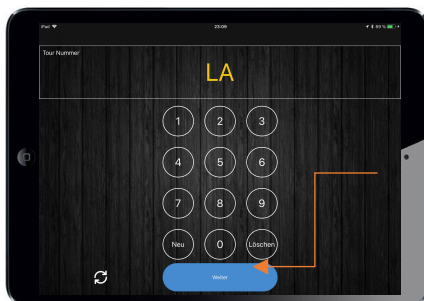 iPad 23:09 89 %
Tour Nummer
LA
1 2 3
4 5 6
7 8 9
Neu 0 Löschen
Weiter